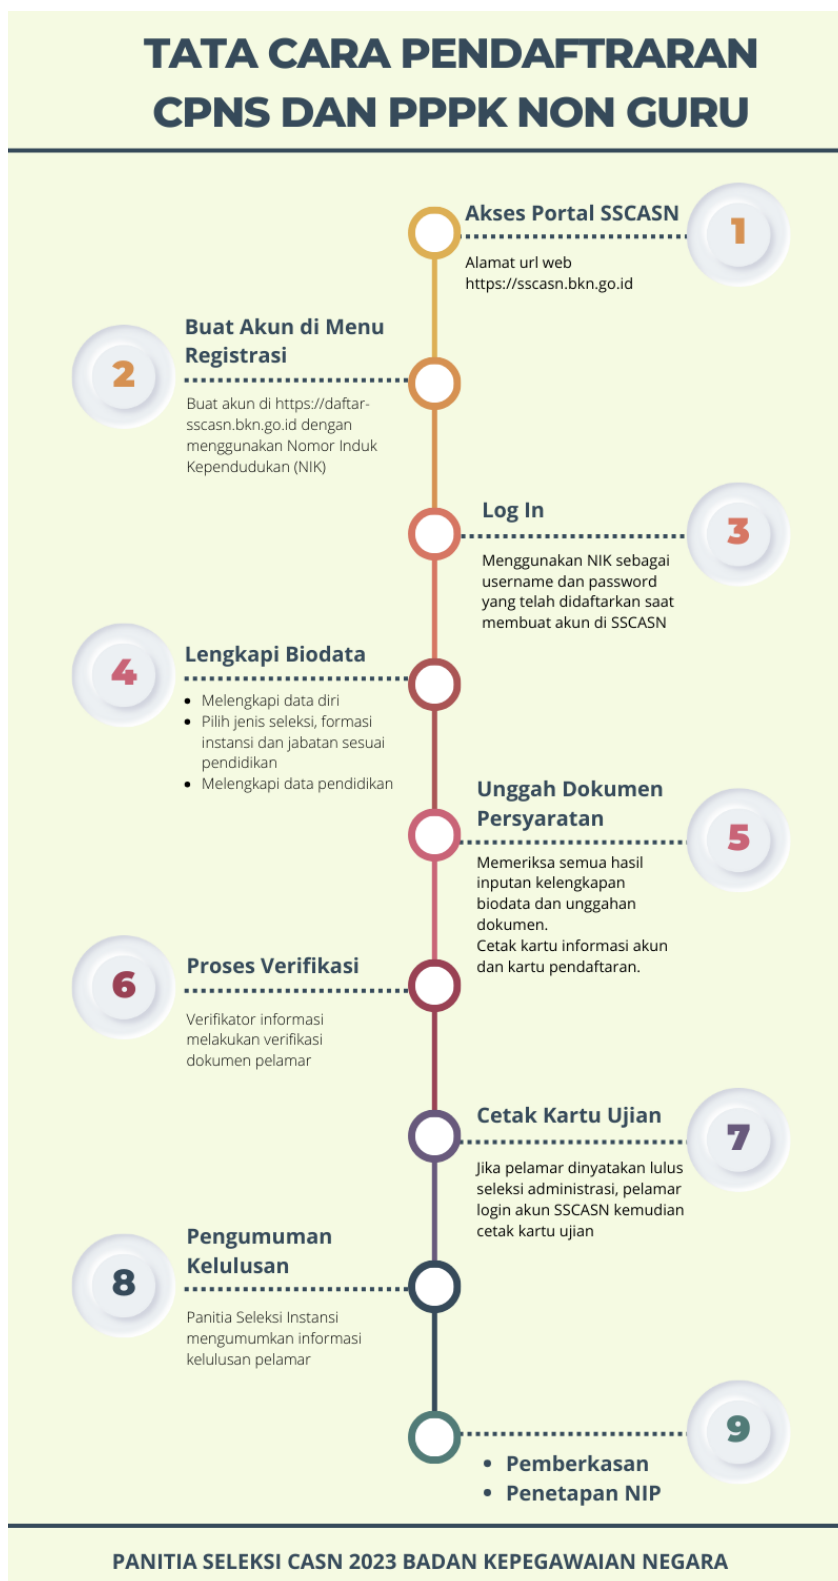 TATA CARA PENDAFTRARAN
CPNS DAN PPPK NON GURU
Akses Portal SSCASN
1
Alamat url web
https://sscasn.bkn.go.id
2
Buat Akun di Menu
Registrasi
Buat akun di https://daftar-
sscasn.bkn.go.id dengan
menggunakan Nomor Induk
Kependudukan (NIK)
Log In
3
Menggunakan NIK sebagai
username dan password
yang telah didaftarkan saat
membuat akun di SSCASN
4
Lengkapi Biodata
• Melengkapi data diri
• Pilih jenis seleksi, formasi
instansi dan jabatan sesuai
pendidikan
• Melengkapi data pendidikan
Unggah Dokumen
Persyaratan
5
Memeriksa semua hasil
inputan kelengkapan
biodata dan unggahan
dokumen.
Cetak kartu informasi akun
dan kartu pendaftaran.
6
Proses Verifikasi
Verifikator informasi
melakukan verifikasi
dokumen pelamar
Cetak Kartu Ujian
7
Jika pelamar dinyatakan lulus
seleksi administrasi, pelamar
login akun SSCASN kemudian
cetak kartu ujian
8
Pengumuman
Kelulusan
Panitia Seleksi Instansi
mengumumkan informasi
kelulusan pelamar
9
• Pemberkasan
• Penetapan NIP
PANITIA SELEKSI CASN 2023 BADAN KEPEGAWAIAN NEGARA